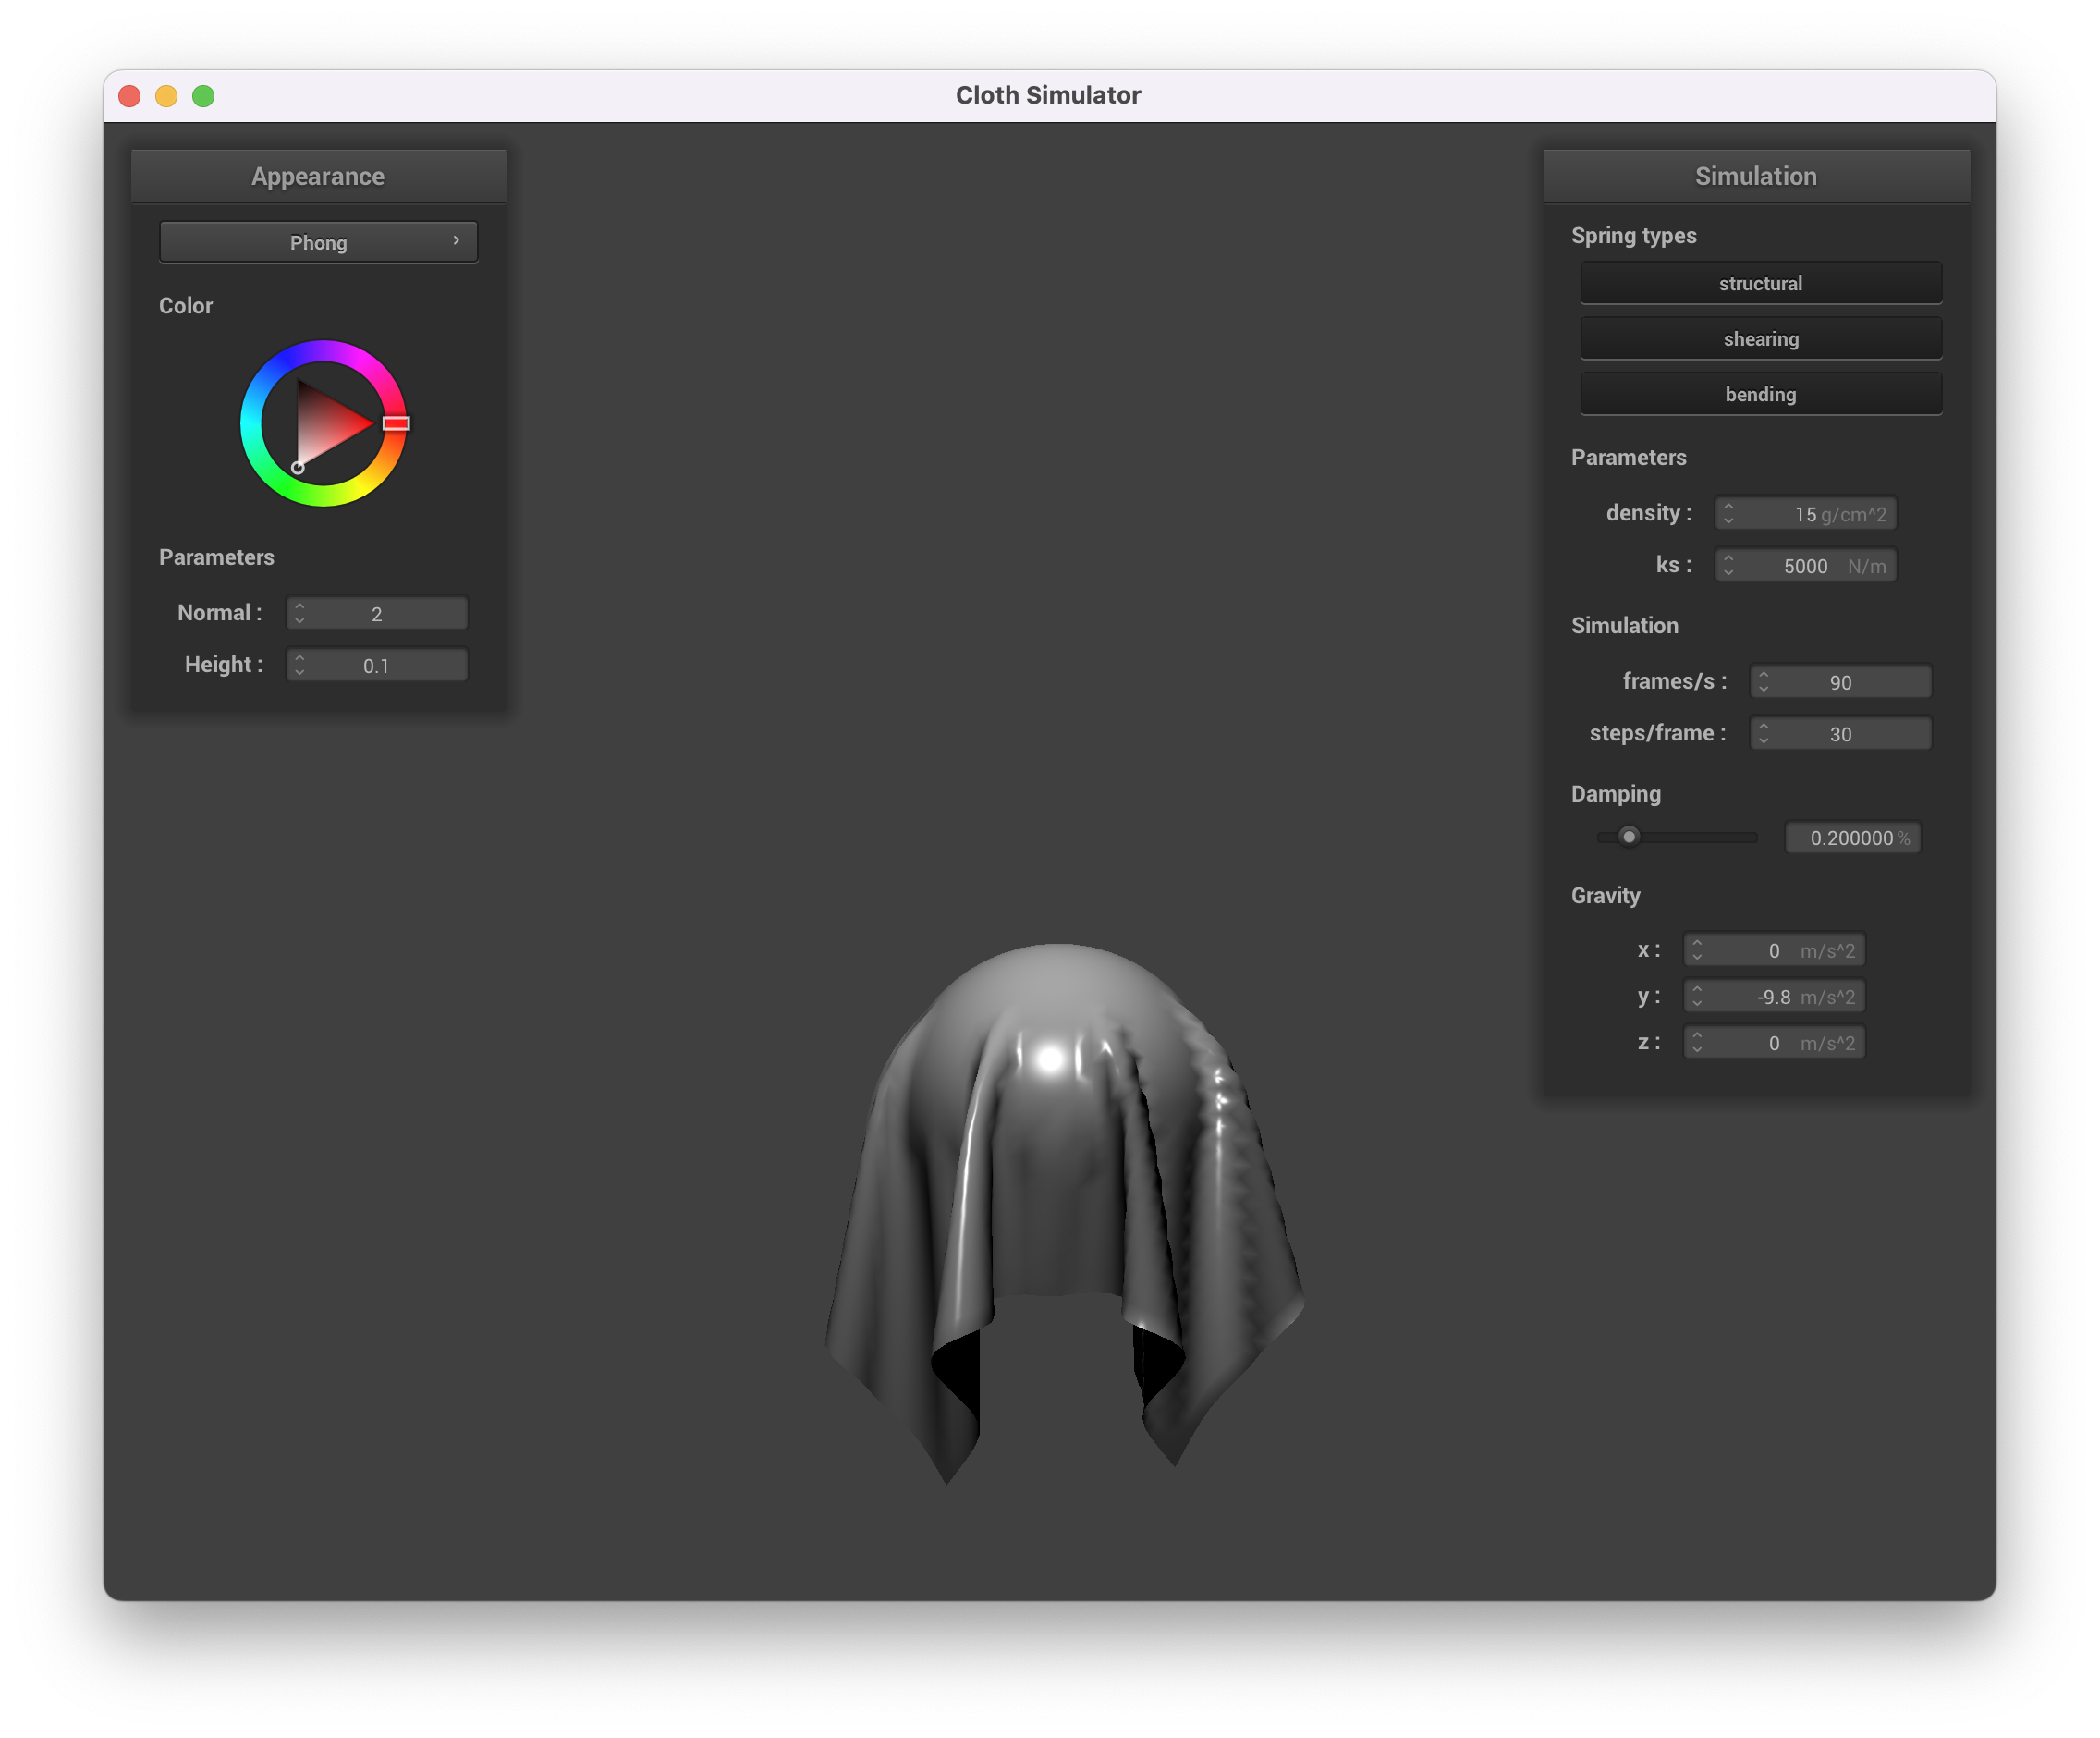 Cloth Simulator
Appearance
Phong
Color
Parameters
Normal : 2
Height : 0.1
Simulation
Spring types
structural
shearing
bending
Parameters
density : 15 g/cm^2
ks : 5000 N/m
Simulation
frames/s : 90
steps/frame : 30
Damping
0.200000 %
Gravity
x : 0 m/s^2
y : -9.8 m/s^2
z : 0 m/s^2